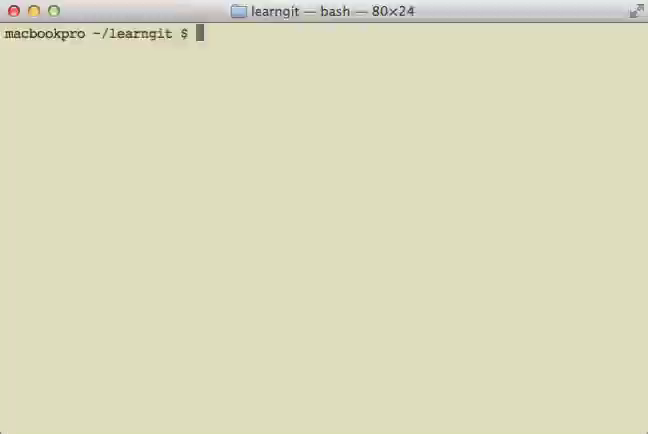 learngit — bash — 80×24
macbookpro ~/learngit $